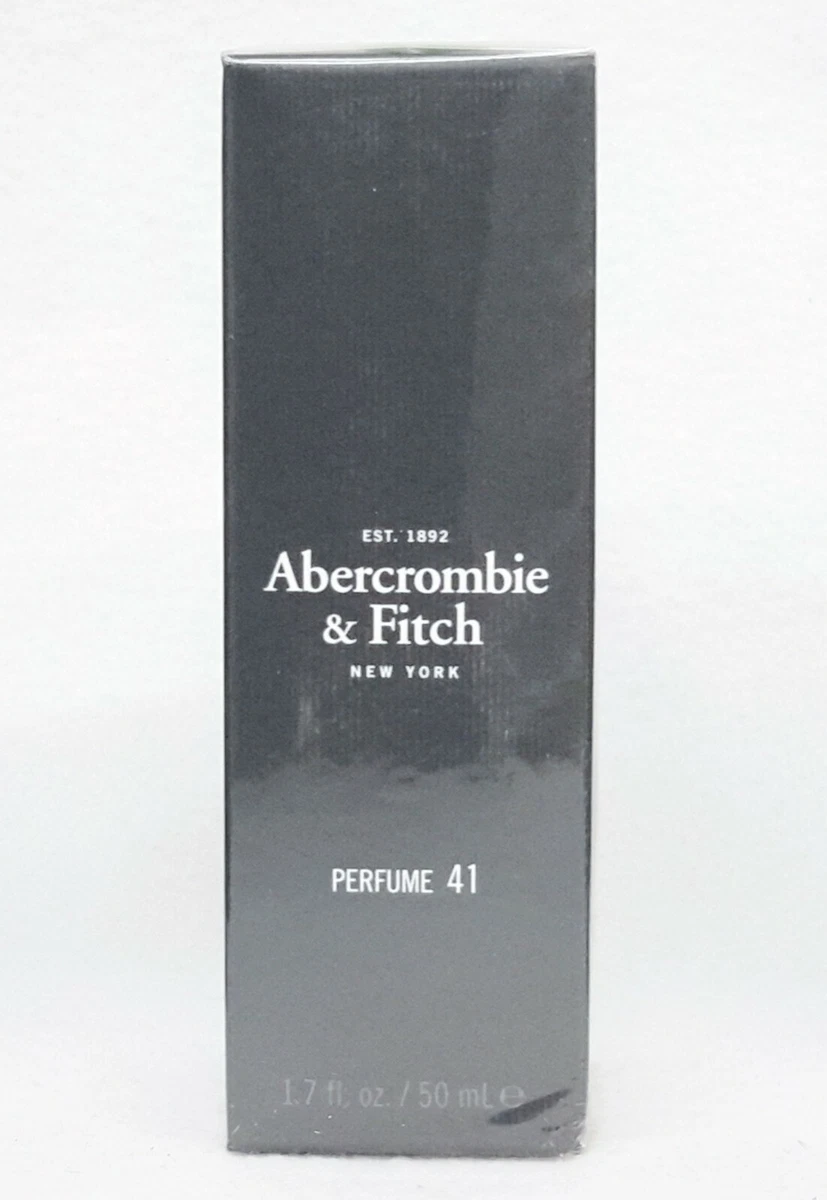 EST. 1892
Abercrombie
& Fitch
NEW YORK
PERFUME 41
1.7 fl. oz. / 50 mL ℮